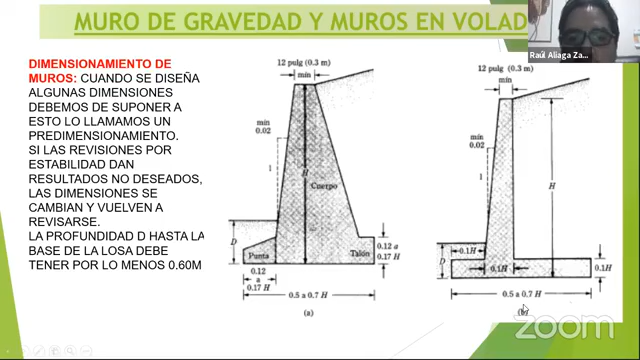 MURO DE GRAVEDAD Y MUROS EN VOLAD
Raúl Aliaga Za...
DIMENSIONAMIENTO DE
MUROS: CUANDO SE DISEÑA
ALGUNAS DIMENSIONES
DEBEMOS DE SUPONER A
ESTO LO LLAMAMOS UN
PREDIMENSIONAMIENTO.
SI LAS REVISIONES POR
ESTABILIDAD DAN
RESULTADOS NO DESEADOS,
LAS DIMENSIONES SE
CAMBIAN Y VUELVEN A
REVISARSE.
LA PROFUNDIDAD D HASTA LA
BASE DE LA LOSA DEBE
TENER POR LO MENOS 0.60M
12 pulg (0.3 m)
mín
mín
0.02
1
H
Cuerpo
D
Punta
Talón
0.12 a
0.17 H
0.12
a
0.17 H
0.5 a 0.7 H
(a)
12 pulg (0.3 m)
mín
mín
0.02
1
H
D
0.1H
0.1H
0.1H
0.5 a 0.7 H
(b)
zoom